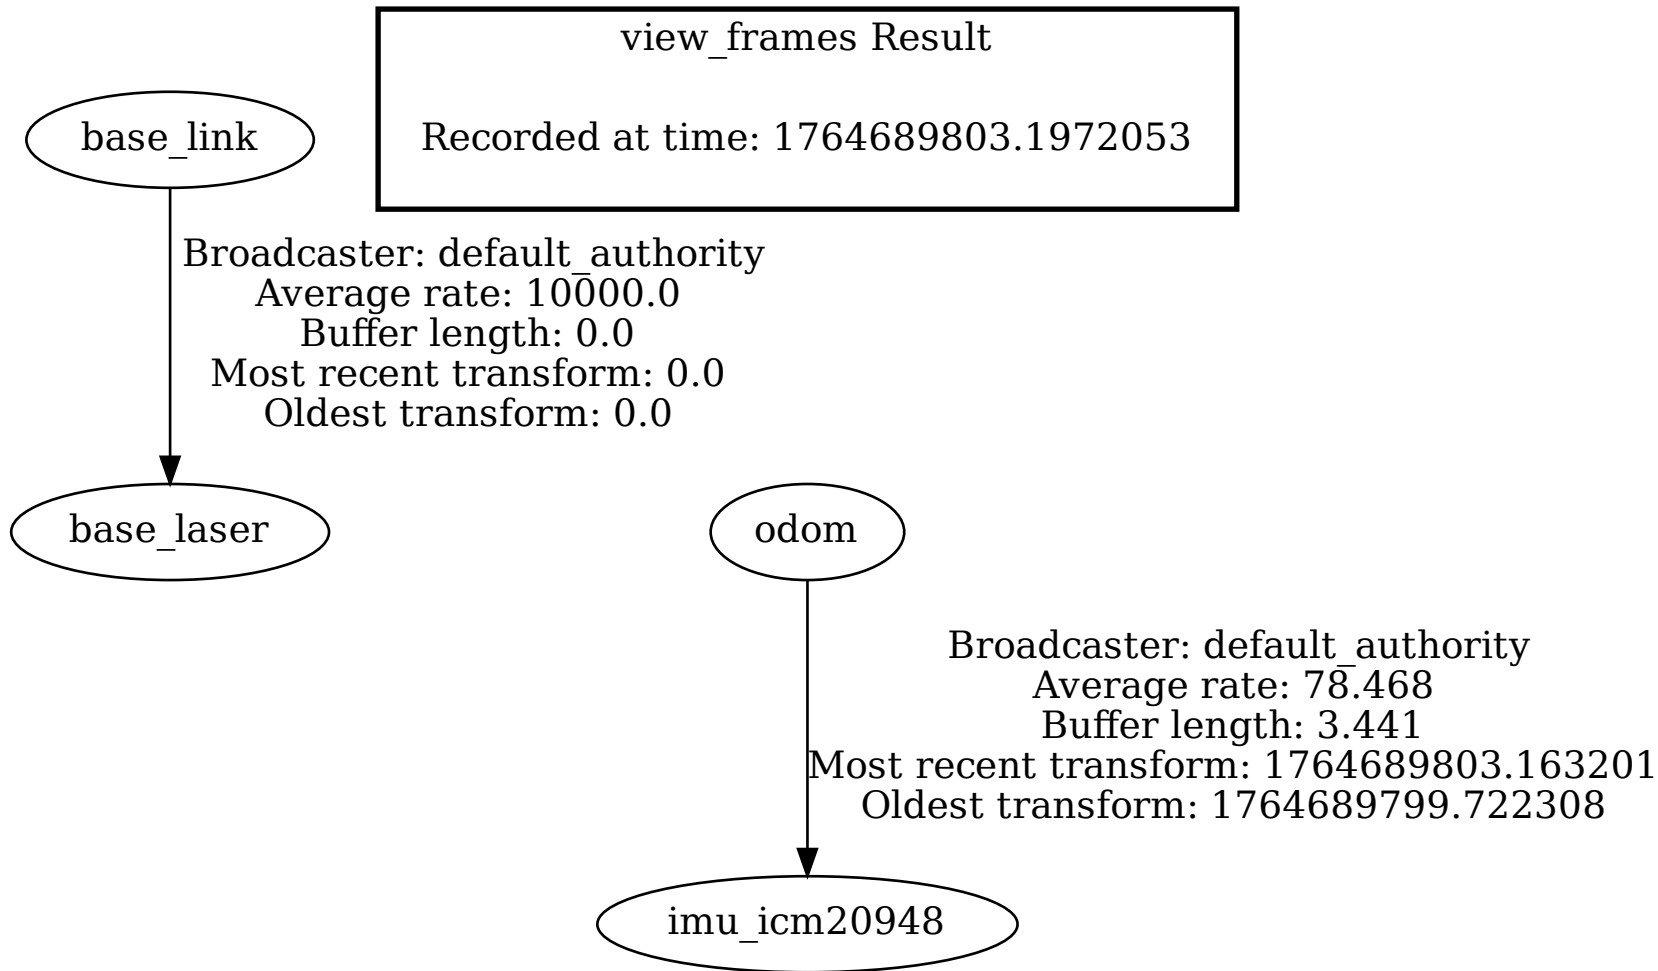 view_frames Result
Recorded at time: 1764689803.1972053
base_link
Broadcaster: default_authority
Average rate: 10000.0
Buffer length: 0.0
Most recent transform: 0.0
Oldest transform: 0.0
base_laser
odom
Broadcaster: default_authority
Average rate: 78.468
Buffer length: 3.441
Most recent transform: 1764689803.163201
Oldest transform: 1764689799.722308
imu_icm20948